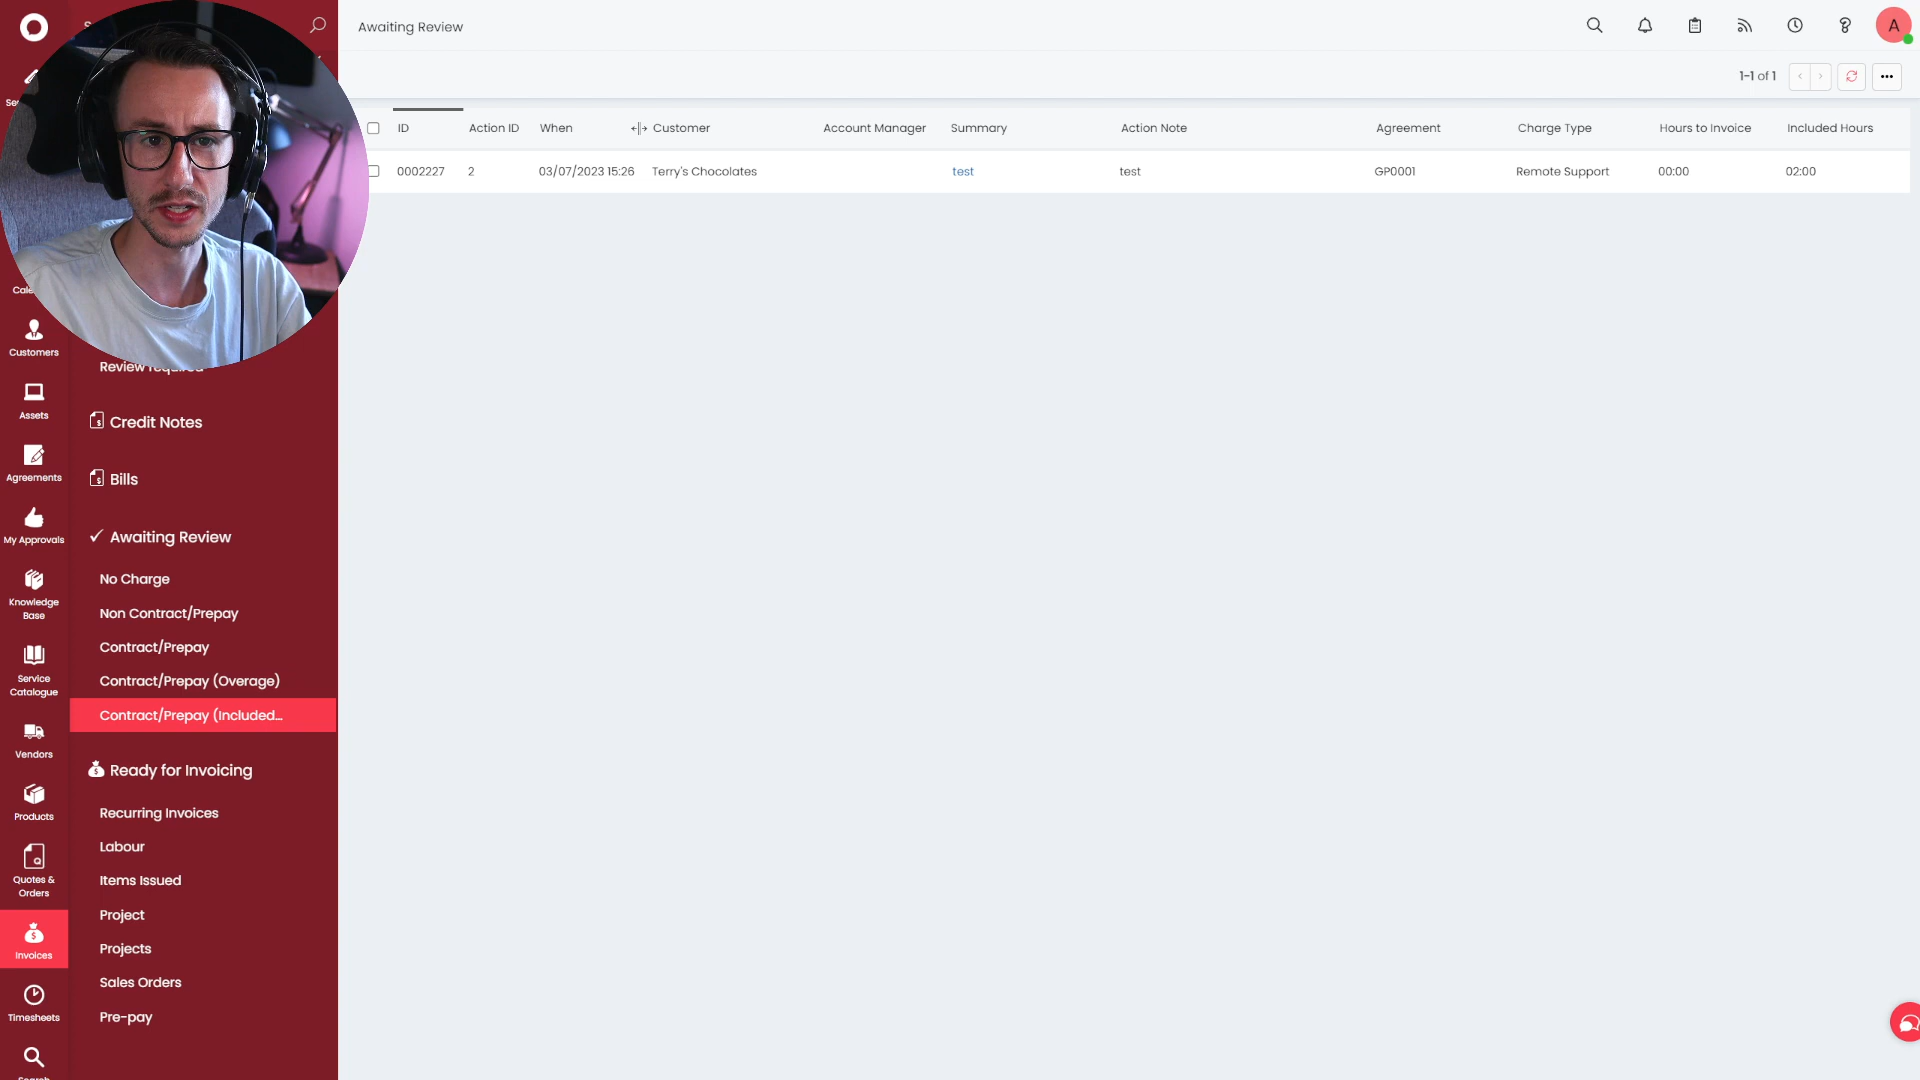 Awaiting Review
A
1-1 of 1
ID Action ID When Customer Account Manager Summary Action Note Agreement Charge Type Hours to Invoice Included Hours
0002227 2 03/07/2023 15:26 Terry's Chocolates test test GP0001 Remote Support 00:00 02:00
Customers
Assets
Agreements
My Approvals
Knowledge
Base
Service
Catalogue
Vendors
Products
Quotes &
Orders
Invoices
Timesheets
Review required
Credit Notes
Bills
Awaiting Review
No Charge
Non Contract/Prepay
Contract/Prepay
Contract/Prepay (Overage)
Contract/Prepay (Included...
Ready for Invoicing
Recurring Invoices
Labour
Items Issued
Project
Projects
Sales Orders
Pre-pay